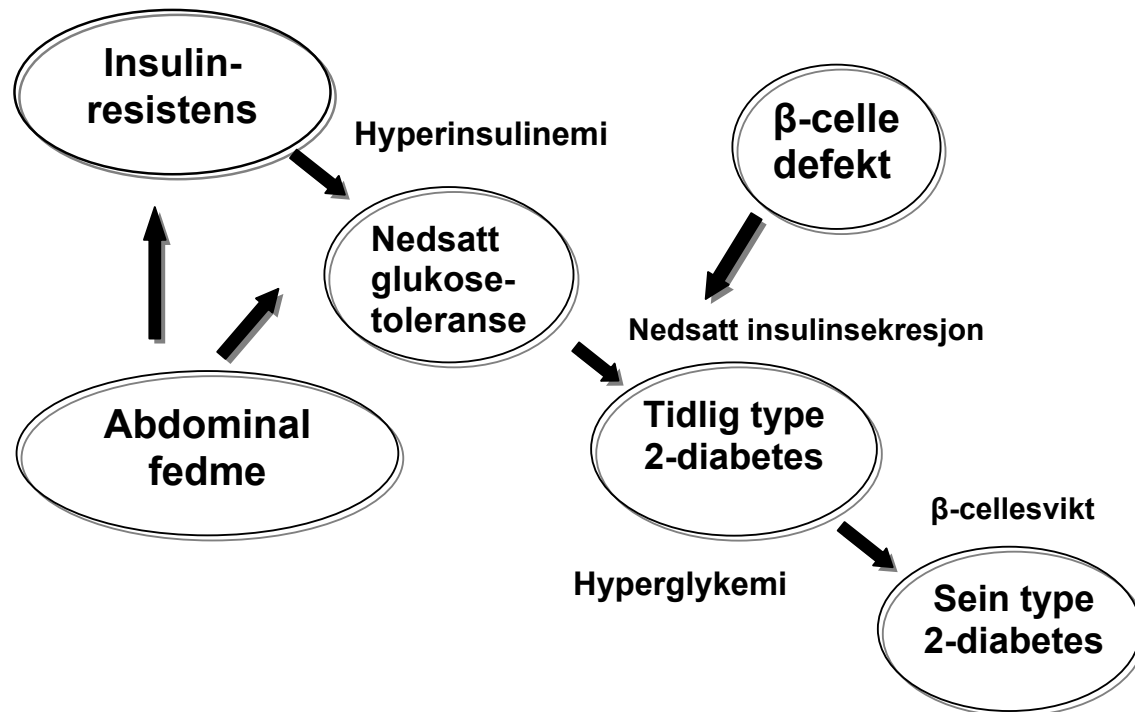 Insulin-
resistens
Hyperinsulinemi
β-celle
defekt
Nedsatt
glukose-
toleranse
Nedsatt insulinsekresjon
Abdominal
fedme
Tidlig type
2-diabetes
β-cellesvikt
Hyperglykemi
Sein type
2-diabetes